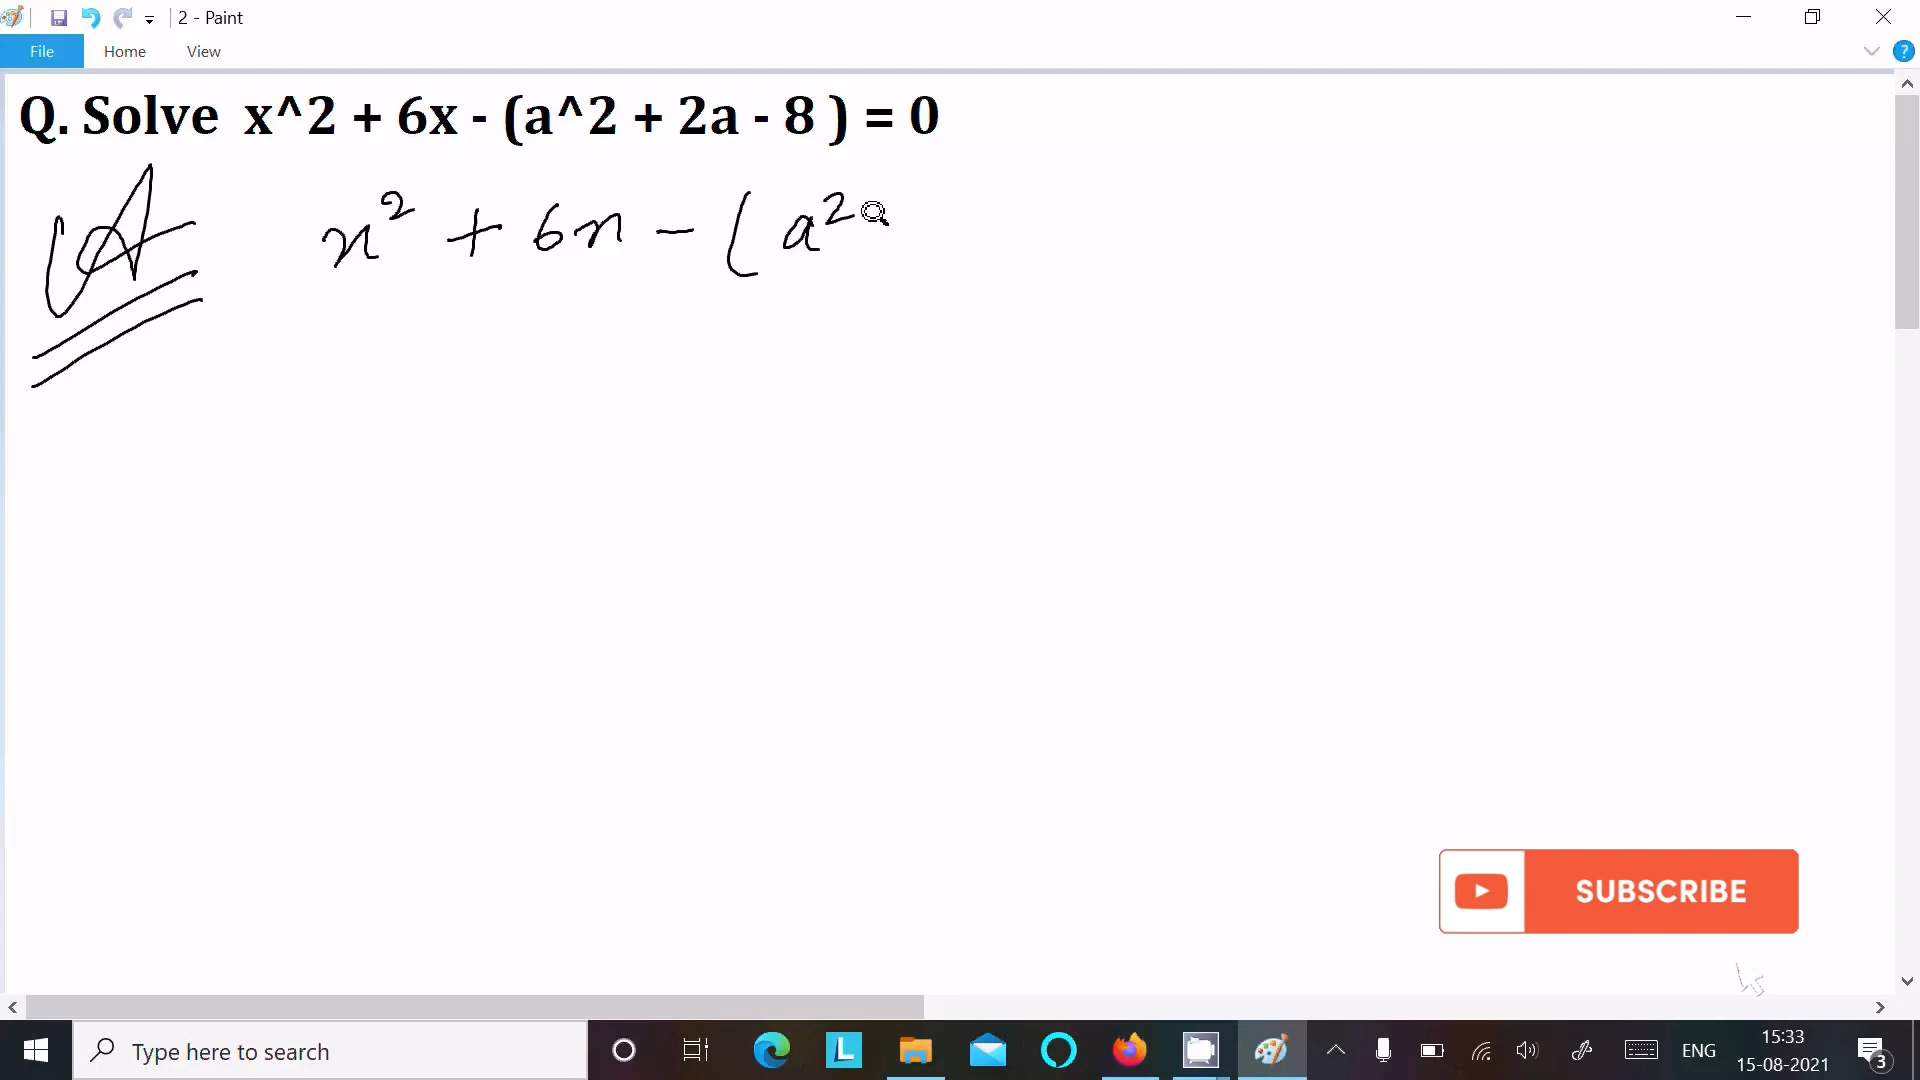 2 - Paint
File Home View
Q. Solve x^2 + 6x - (a^2 + 2a - 8 ) = 0
x² + 6x - ( a²
SUBSCRIBE
Type here to search
L
ENG
15:33
15-08-2021
3